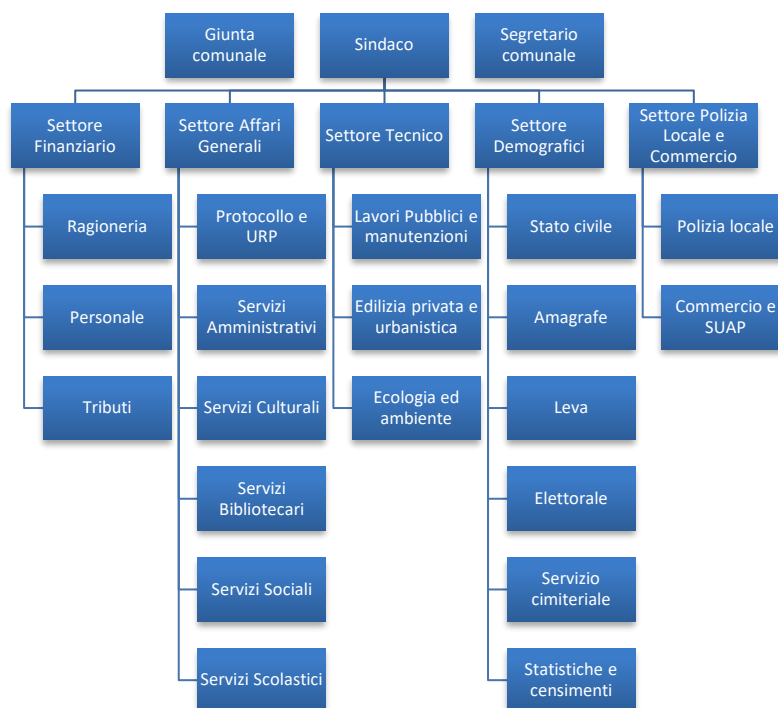 Giunta
comunale
Sindaco
Segretario
comunale
Settore
Finanziario
Settore Affari
Generali
Settore Tecnico
Settore
Demografici
Settore Polizia
Locale e
Commercio
Ragioneria
Personale
Tributi
Protocollo e
URP
Servizi
Amministrativi
Servizi Culturali
Servizi
Bibliotecari
Servizi Sociali
Servizi Scolastici
Lavori Pubblici e
manutenzioni
Edilizia privata e
urbanistica
Ecologia ed
ambiente
Stato civile
Amagrafe
Leva
Elettorale
Servizio
cimiteriale
Statistiche e
censimenti
Polizia locale
Commercio e
SUAP